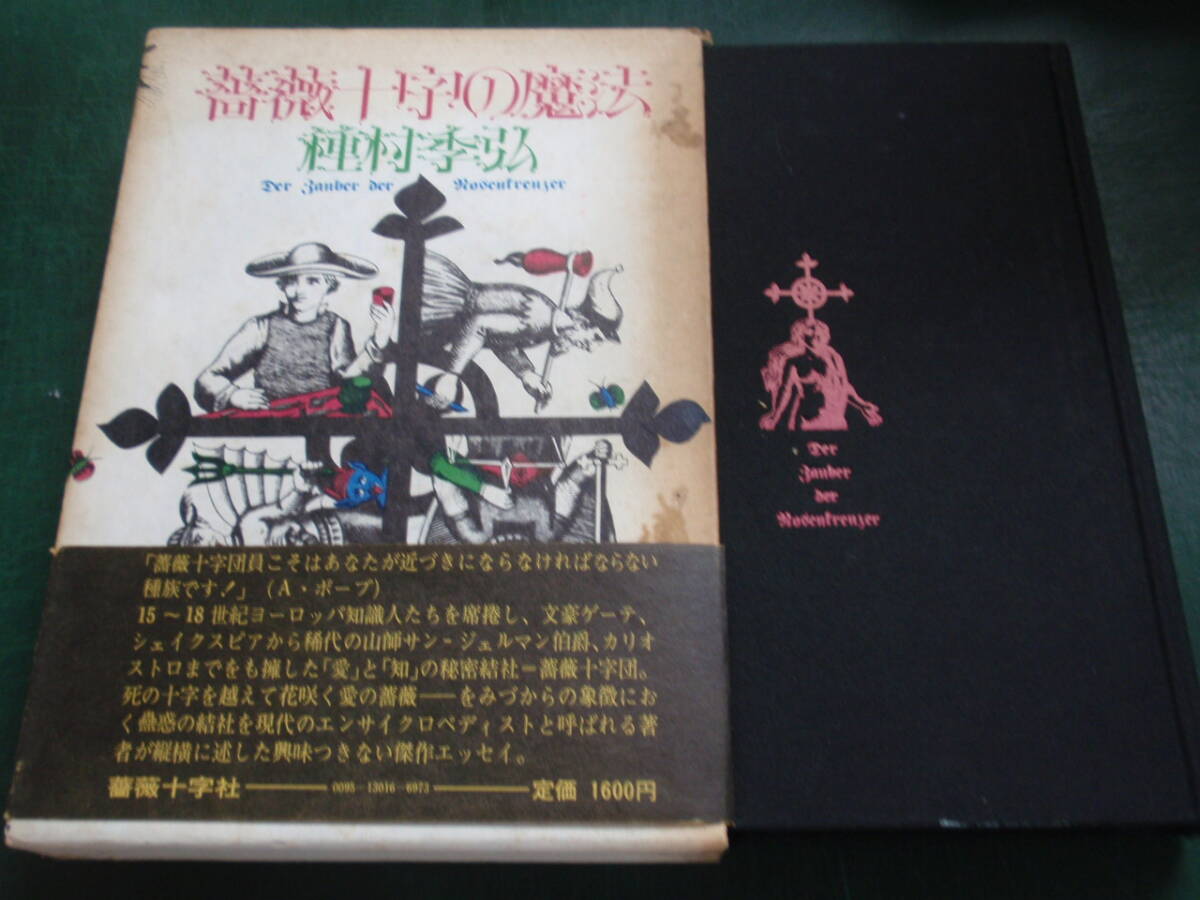 薔薇十字の魔法
種村季弘
Der Zauber der Rosenkreuzer
「薔薇十字団員こそはあなたが近づきにならなければならない
種族です!」(A・ポープ)
15～18世紀ヨーロッパ知識人たちを席捲し、文豪ゲーテ、
シェイクスピアから稀代の山師サン=ジェルマン伯爵、カリオ
ストロまでをも擁した「愛」と「知」の秘密結社=薔薇十字団。
死の十字を越えて花咲く愛の薔薇──をみづからの象徴にお
く蠱惑の結社を現代のエンサイクロペディストと呼ばれる著
者が縦横に述した興味つきない傑作エッセイ。
薔薇十字社──0095-13016-6973──定価 1600円
Der
Zauber
der
Rosenkreuzer